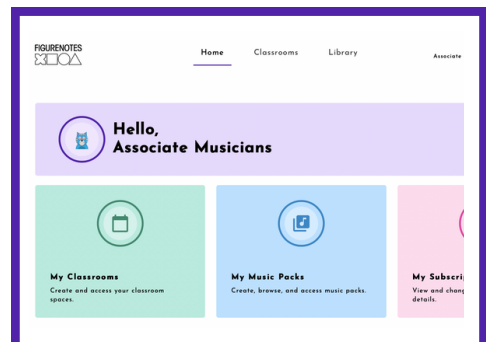 FIGURENOTES
Home
Classrooms
Library
Associate
Hello,
Associate Musicians
My Classrooms
Create and access your classroom
spaces.
My Music Packs
Create, browse, and access music packs.
My Subscri
View and chang
details.